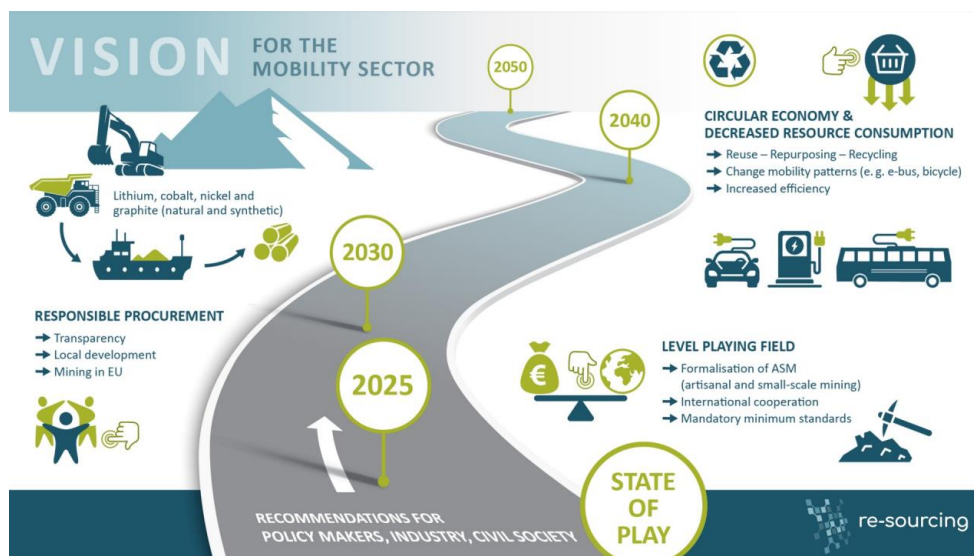 VISION
FOR THE
MOBILITY SECTOR
2050
2040
2030
2025
Lithium, cobalt, nickel and
graphite (natural and synthetic)
RESPONSIBLE PROCUREMENT
→ Transparency
→ Local development
→ Mining in EU
CIRCULAR ECONOMY &
DECREASED RESOURCE CONSUMPTION
→ Reuse – Repurposing – Recycling
→ Change mobility patterns (e. g. e-bus, bicycle)
→ Increased efficiency
€
LEVEL PLAYING FIELD
→ Formalisation of ASM
(artisanal and small-scale mining)
→ International cooperation
→ Mandatory minimum standards
RECOMMENDATIONS FOR
POLICY MAKERS, INDUSTRY, CIVIL SOCIETY
STATE
OF
PLAY
re-sourcing